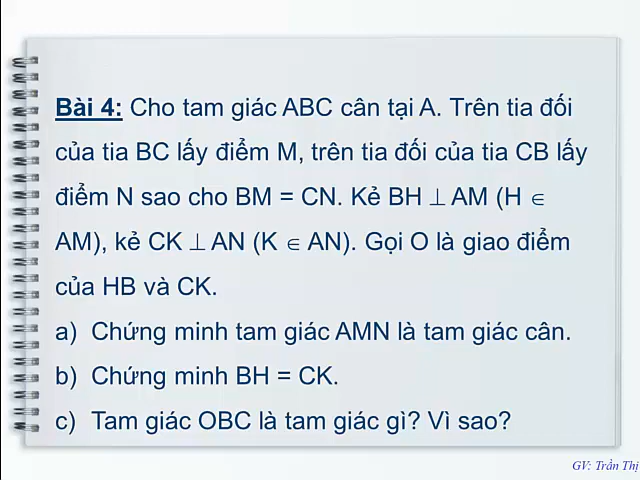 Bài 4: Cho tam giác ABC cân tại A. Trên tia đối
của tia BC lấy điểm M, trên tia đối của tia CB lấy
điểm N sao cho BM = CN. Kẻ BH ⊥ AM (H ∈
AM), kẻ CK ⊥ AN (K ∈ AN). Gọi O là giao điểm
của HB và CK.
a) Chứng minh tam giác AMN là tam giác cân.
b) Chứng minh BH = CK.
c) Tam giác OBC là tam giác gì? Vì sao?
GV: Trần Thị